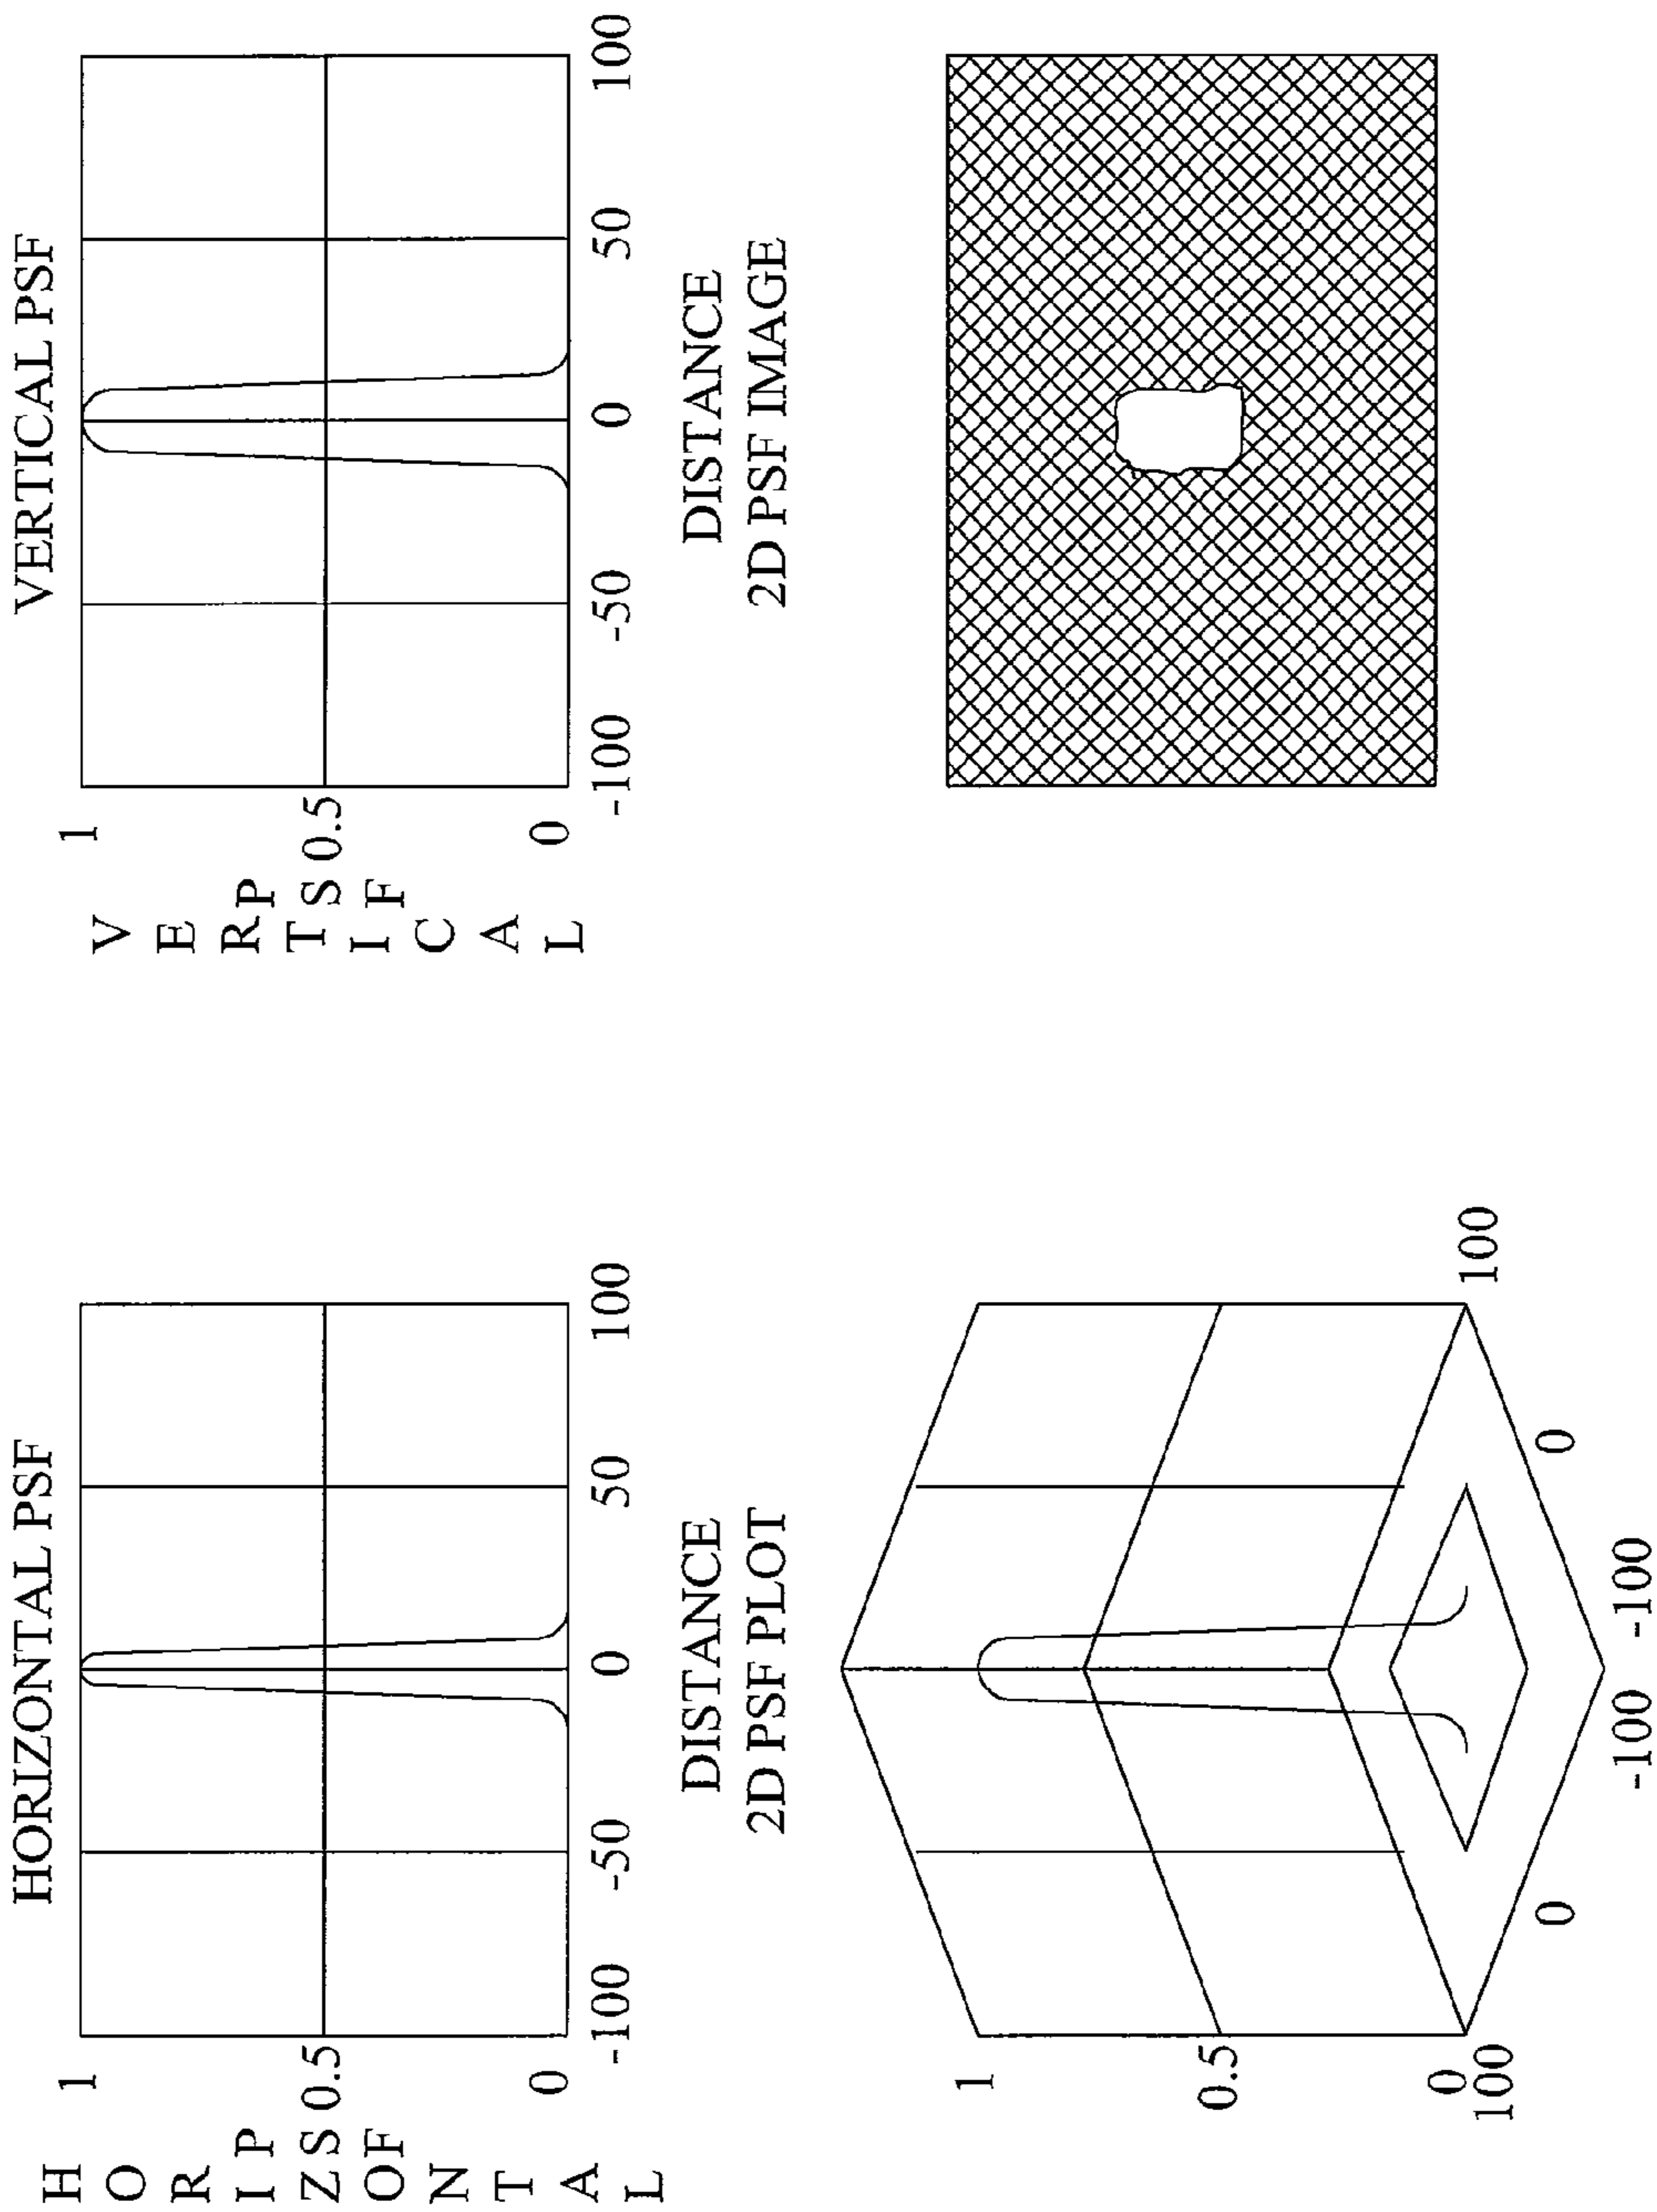 HORIZONTAL PSF
HORIZONTAL
PSF
1
0.5
0
-100 -50 0 50 100
DISTANCE
VERTICAL PSF
VERTICAL
PSF
1
0.5
0
-100 -50 0 50 100
DISTANCE
2D PSF PLOT
1
0.5
0
100
0
-100
-100
0
100
2D PSF IMAGE